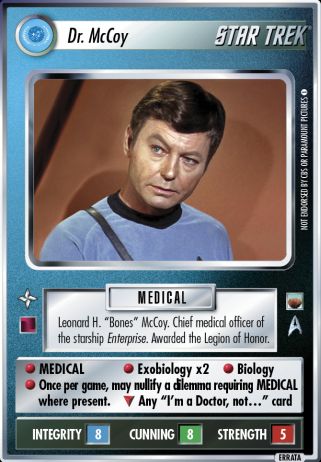 Dr. McCoy
STAR TREK®
NOT ENDORSED BY CBS OR PARAMOUNT PICTURES
MEDICAL
Leonard H. "Bones" McCoy. Chief medical officer of
the starship Enterprise. Awarded the Legion of Honor.
● MEDICAL ● Exobiology x2 ● Biology
● Once per game, may nullify a dilemma requiring MEDICAL
where present. ▼ Any "I'm a Doctor, not…" card
INTEGRITY 8 CUNNING 8 STRENGTH 5
ERRATA